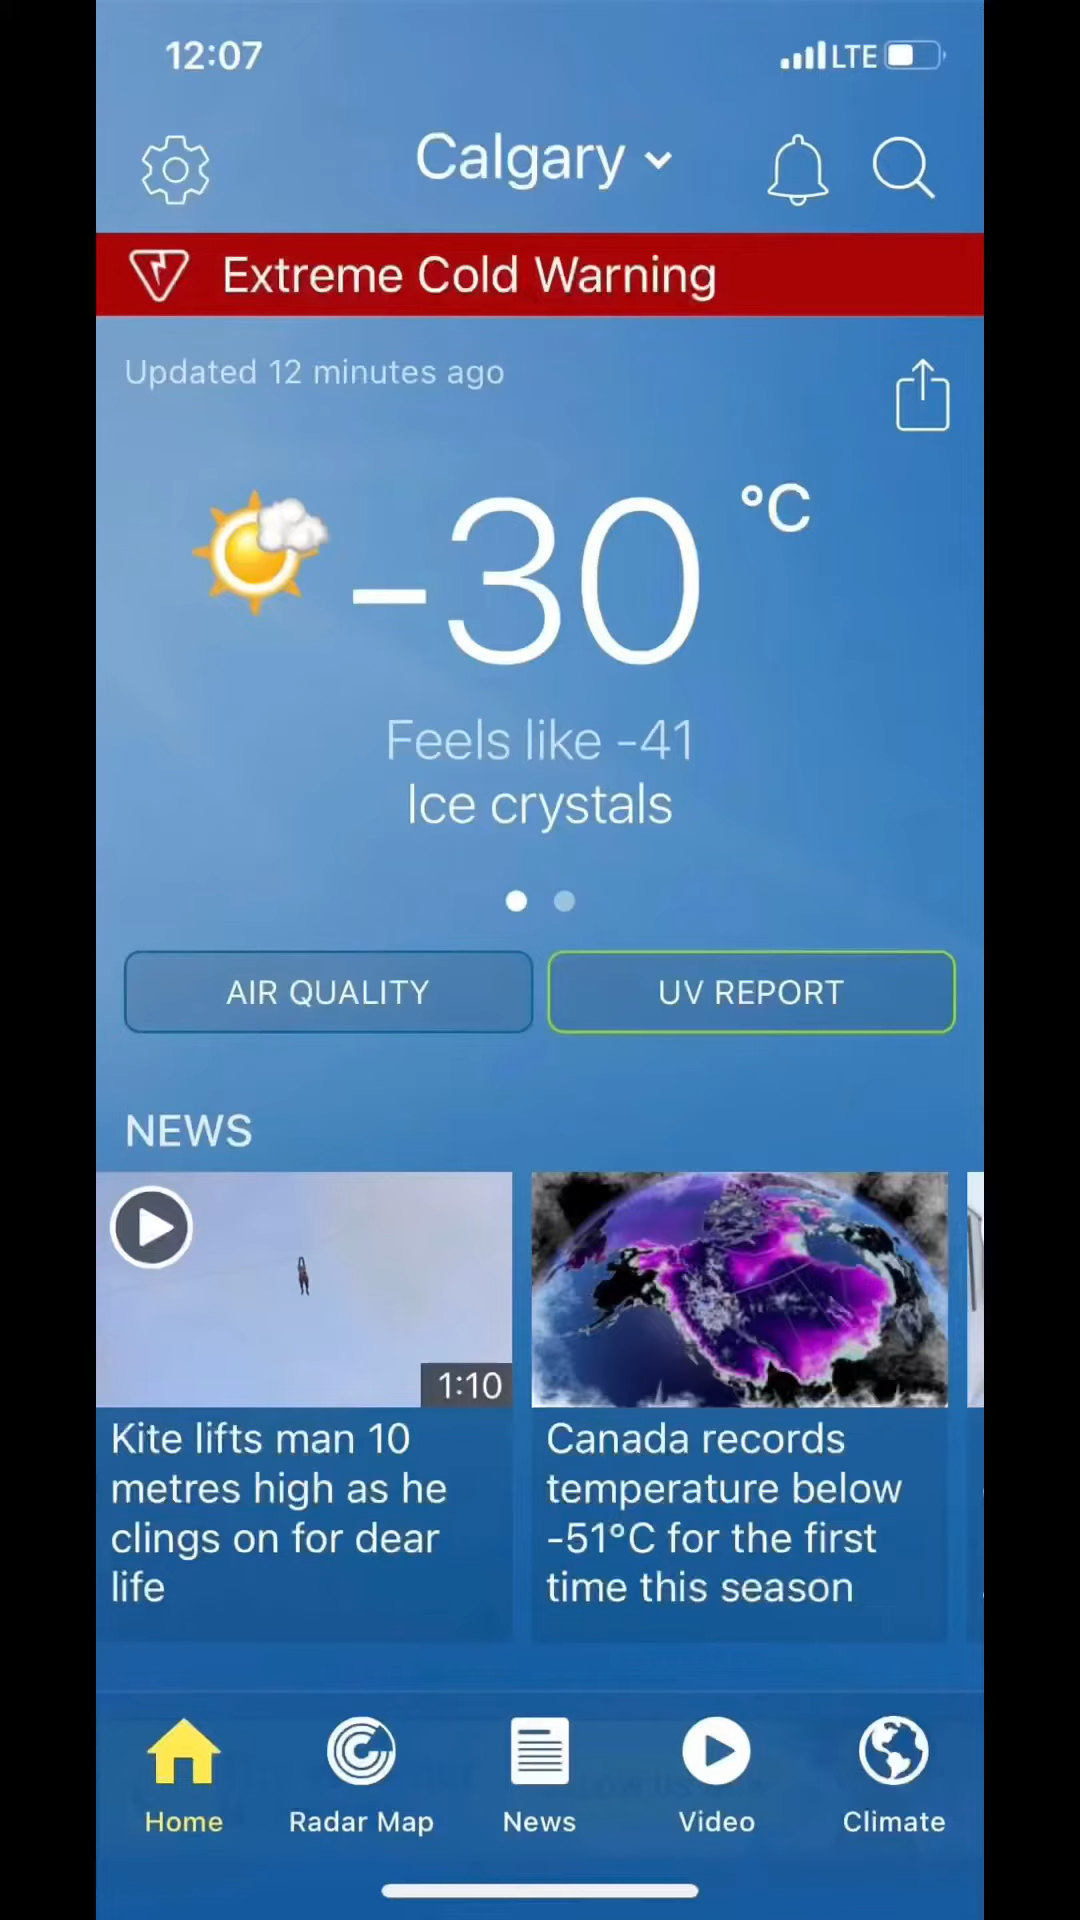 12:07
LTE
Calgary
Extreme Cold Warning
Updated 12 minutes ago
-30 °C
Feels like -41
Ice crystals
AIR QUALITY
UV REPORT
NEWS
1:10
Kite lifts man 10
metres high as he
clings on for dear
life
Canada records
temperature below
-51°C for the first
time this season
Home
Radar Map
News
Video
Climate